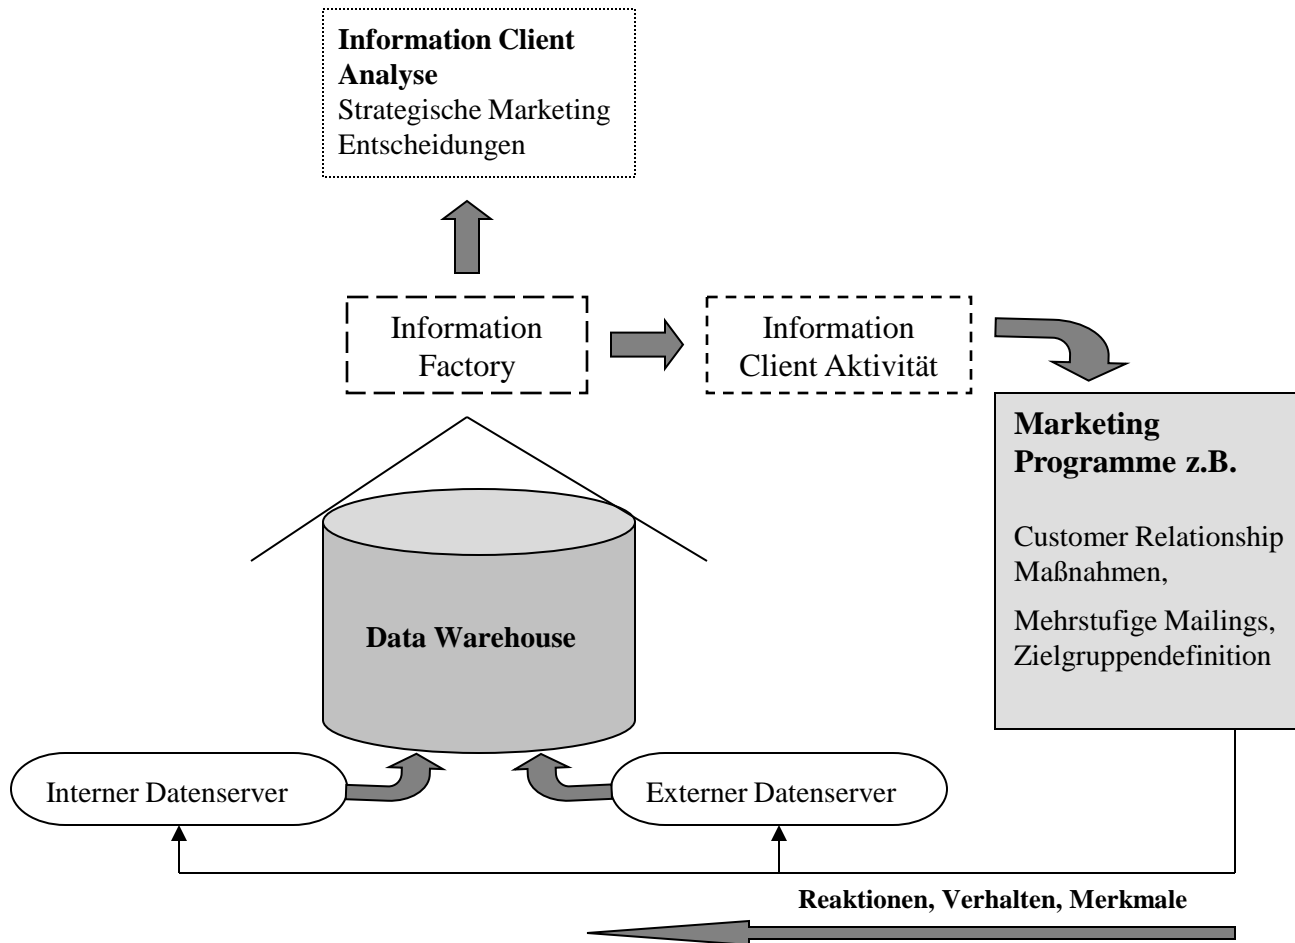 Information Client
Analyse
Strategische Marketing
Entscheidungen
Information
Factory
Information
Client Aktivität
Marketing
Programme z.B.
Customer Relationship
Maßnahmen,
Mehrstufige Mailings,
Zielgruppendefinition
Data Warehouse
Interner Datenserver
Externer Datenserver
Reaktionen, Verhalten, Merkmale